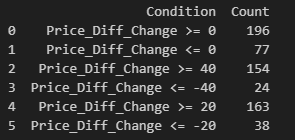 Condition Count
0 Price_Diff_Change >= 0 196
1 Price_Diff_Change <= 0 77
2 Price_Diff_Change >= 40 154
3 Price_Diff_Change <= -40 24
4 Price_Diff_Change >= 20 163
5 Price_Diff_Change <= -20 38